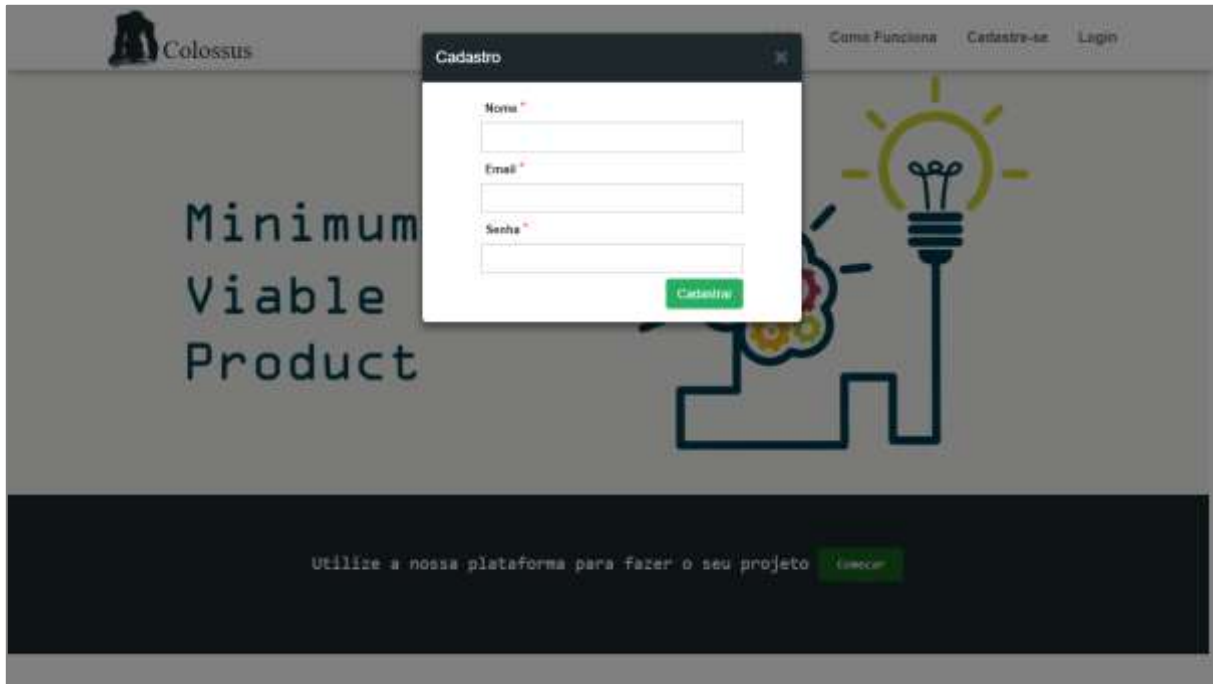 Colossus
Como Funciona Cadastre-se Login
Cadastro ×
Nome *
Email *
Senha *
Cadastrar
Minimum
Viable
Product
Utilize a nossa plataforma para fazer o seu projeto Começar